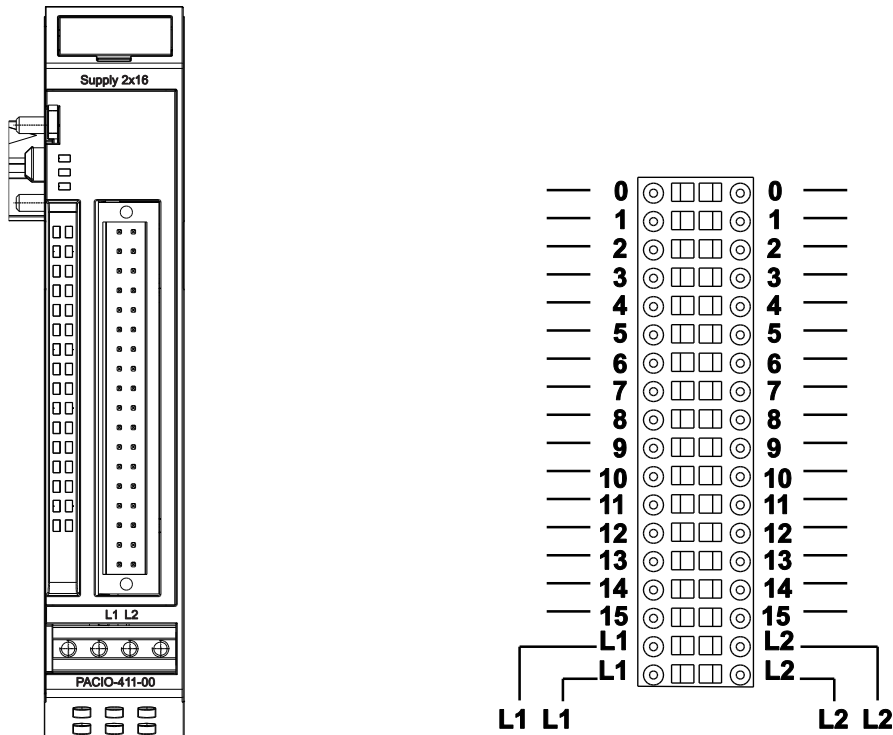 Supply 2x16
L1 L2
PACIO-411-00
0 0
1 1
2 2
3 3
4 4
5 5
6 6
7 7
8 8
9 9
10 10
11 11
12 12
13 13
14 14
15 15
L1 L2
L1 L2
L1 L1 L2 L2